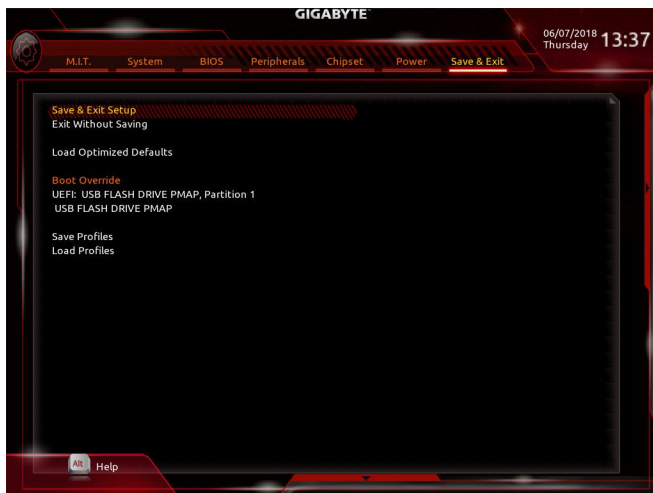 GIGABYTE™
06/07/2018 13:37
Thursday
M.I.T. System BIOS Peripherals Chipset Power Save & Exit
Save & Exit Setup
Exit Without Saving
Load Optimized Defaults
Boot Override
UEFI: USB FLASH DRIVE PMAP, Partition 1
USB FLASH DRIVE PMAP
Save Profiles
Load Profiles
Alt Help